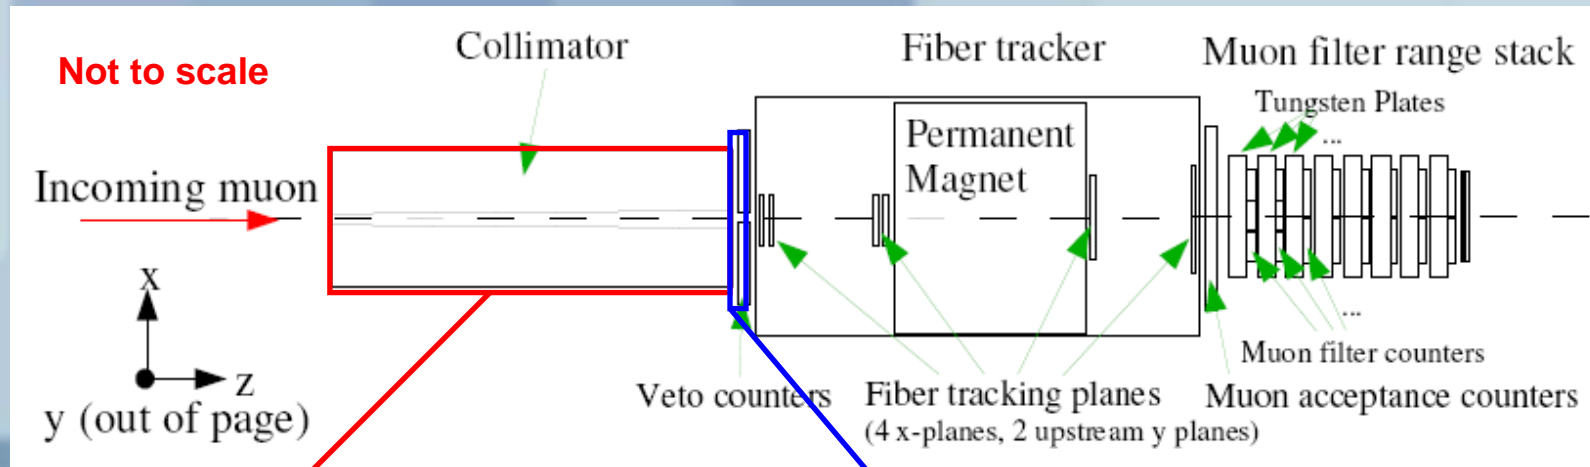 Not to scale
Collimator
Fiber tracker
Muon filter range stack
Tungsten Plates
...
Permanent
Magnet
Incoming muon
x
z
y (out of page)
...
Muon filter counters
Veto counters
Fiber tracking planes
(4 x-planes, 2 upstream y planes)
Muon acceptance counters